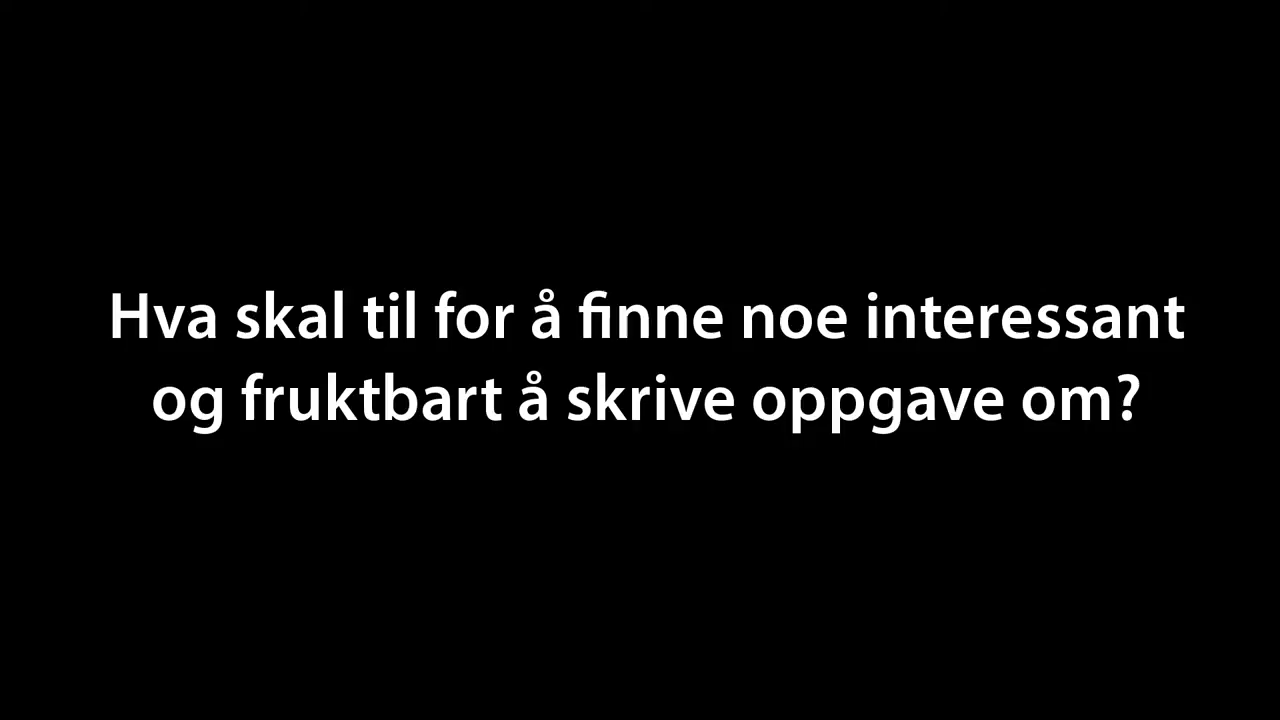 Hva skal til for å finne noe interessant
og fruktbart å skrive oppgave om?